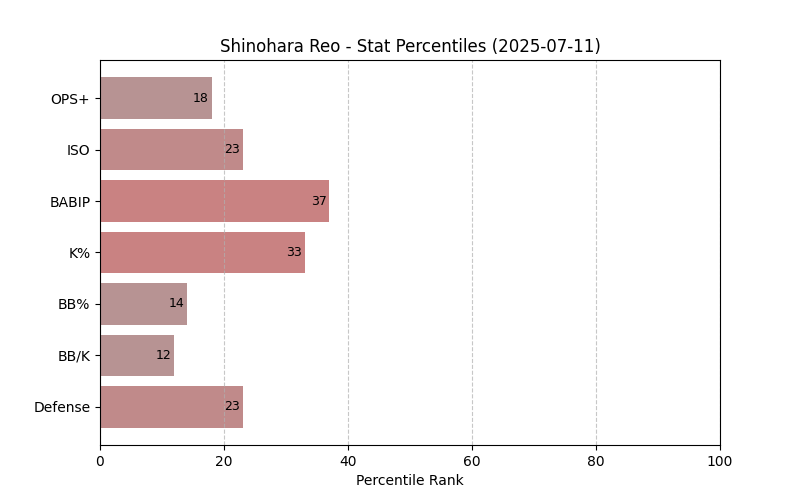 Shinohara Reo - Stat Percentiles (2025-07-11)
OPS+ 18
ISO 23
BABIP 37
K% 33
BB% 14
BB/K 12
Defense 23
0 20 40 60 80 100
Percentile Rank